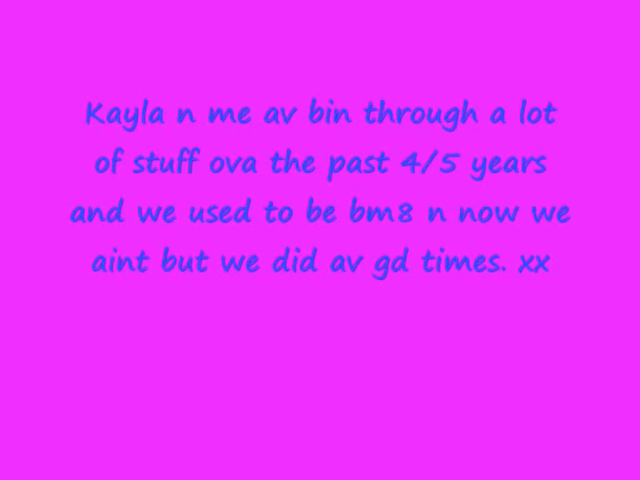 Kayla n me av bin through a lot
of stuff ova the past 4/5 years
and we used to be bm8 n now we
aint but we did av gd times. xx